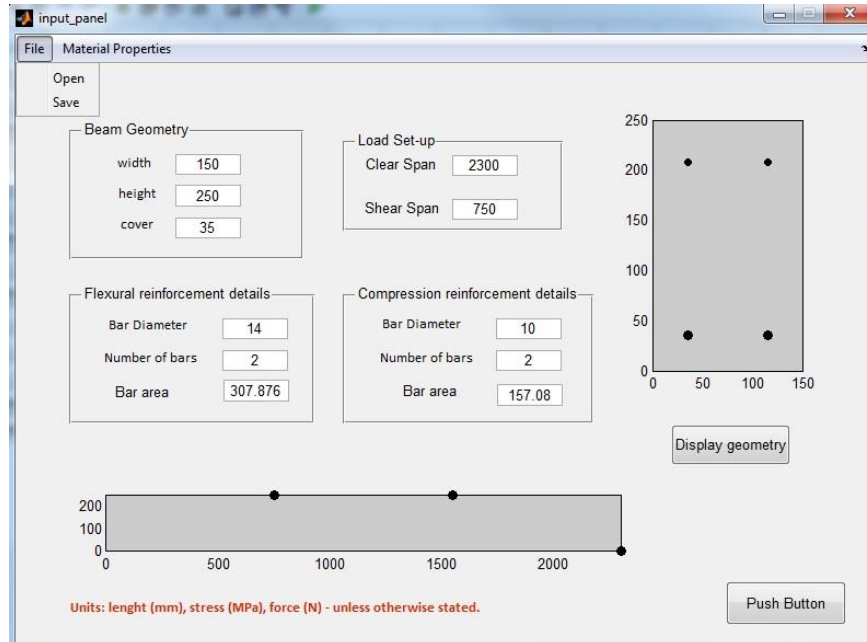 input_panel
File Material Properties
Open
Save
Beam Geometry
width 150
height 250
cover 35
Load Set-up
Clear Span 2300
Shear Span 750
Flexural reinforcement details
Bar Diameter 14
Number of bars 2
Bar area 307.876
Compression reinforcement details
Bar Diameter 10
Number of bars 2
Bar area 157.08
250
200
150
100
50
0
0 50 100 150
Display geometry
200
100
0
0 500 1000 1500 2000
Units: lenght (mm), stress (MPa), force (N) - unless otherwise stated.
Push Button